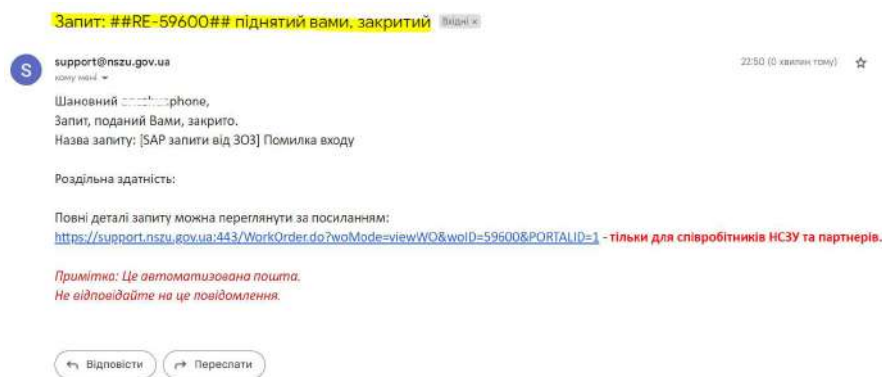 Запит: ##RE-59600## піднятий вами, закритий Вхідні ×
S
support@nszu.gov.ua 22:50 (0 хвилин тому)
кому мені
Шановний phone,
Запит, поданий Вами, закрито.
Назва запиту: [SAP запити від ЗОЗ] Помилка входу
Роздільна здатність:
Повні деталі запиту можна переглянути за посиланням:
https://support.nszu.gov.ua:443/WorkOrder.do?woMode=viewWO&woID=59600&PORTALID=1 - тільки для співробітників НСЗУ та партнерів.
Примітка: Це автоматизована пошта.
Не відповідайте на це повідомлення.
Відповісти Переслати